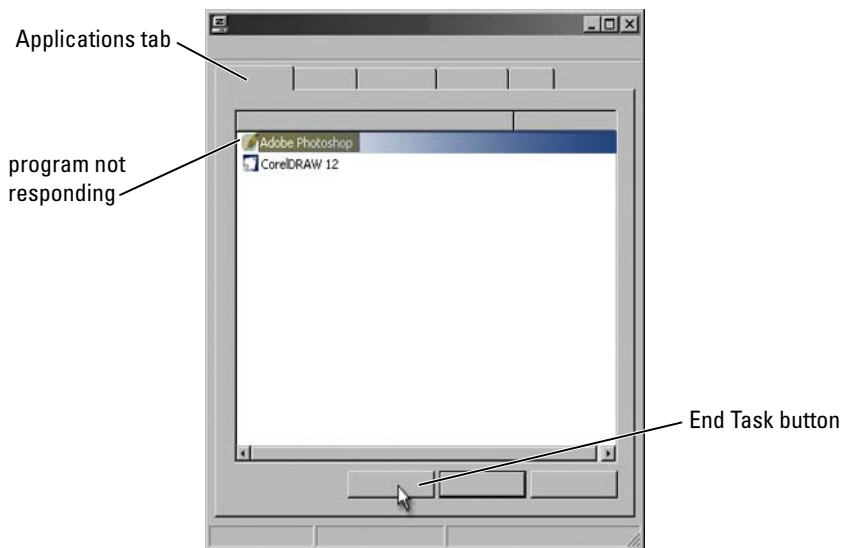 Applications tab
Adobe Photoshop
CorelDRAW 12
program not
responding
End Task button